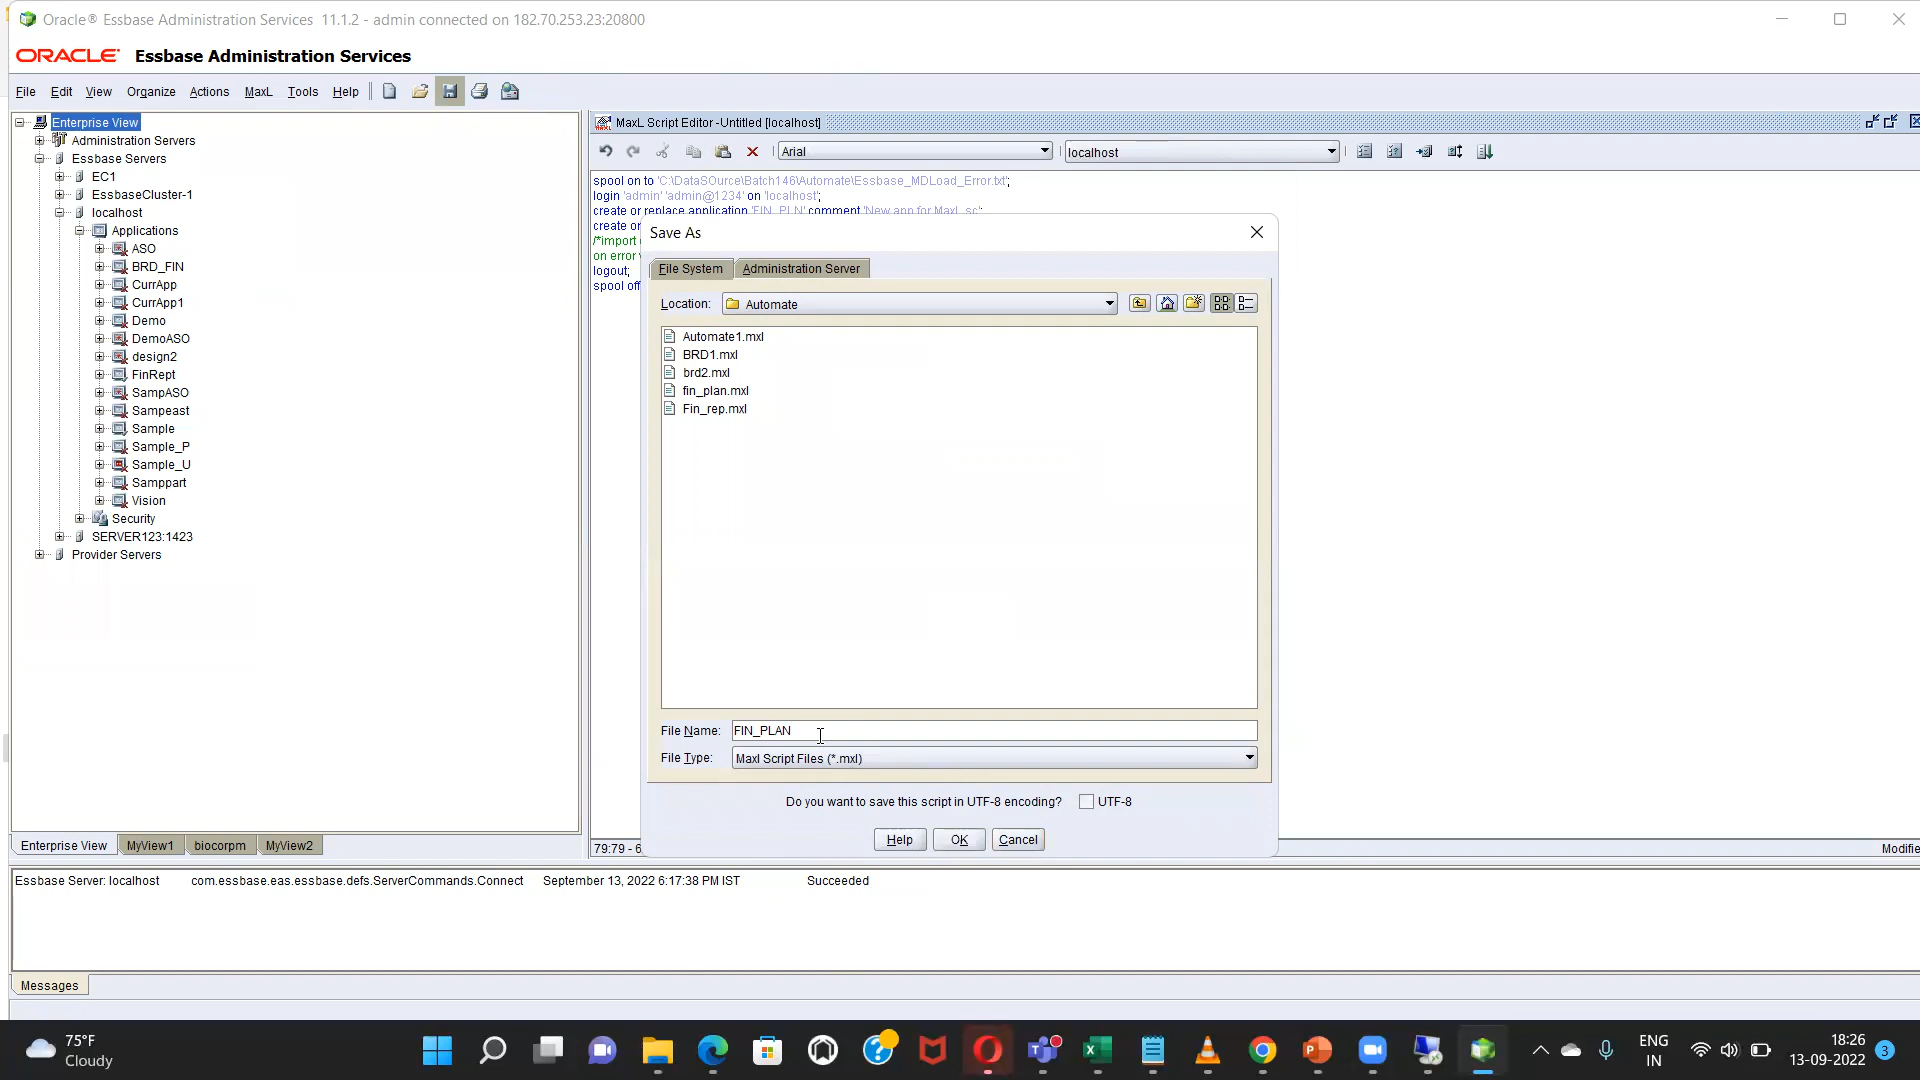 Oracle® Essbase Administration Services 11.1.2 - admin connected on 182.70.253.23:20800
ORACLE Essbase Administration Services
File Edit View Organize Actions MaxL Tools Help
Enterprise View
Administration Servers
Essbase Servers
EC1
EssbaseCluster-1
localhost
Applications
ASO
BRD_FIN
CurrApp
CurrApp1
Demo
DemoASO
design2
FinRept
SampASO
Sampeast
Sample
Sample_P
Sample_U
Samppart
Vision
Security
SERVER123:1423
Provider Servers
Enterprise View MyView1 biocorpm MyView2
MaxL Script Editor -Untitled [localhost]
Arial localhost
spool on to 'C:\DataSOurce\Batch146\Automate\Essbase_MDLoad_Error.txt';
login 'admin' 'admin@1234' on 'localhost';
create or replace application 'FIN_PLN' comment 'New app for MaxL sc';
create or
/*import
on error
logout;
spool off
79:79 - 6
Modifie
Save As
File System Administration Server
Location: Automate
Automate1.mxl
BRD1.mxl
brd2.mxl
fin_plan.mxl
Fin_rep.mxl
File Name: FIN_PLAN
File Type: Maxl Script Files (*.mxl)
Do you want to save this script in UTF-8 encoding? UTF-8
Help OK Cancel
Essbase Server: localhost com.essbase.eas.essbase.defs.ServerCommands.Connect September 13, 2022 6:17:38 PM IST Succeeded
Messages
75°F
Cloudy
ENG
IN
18:26
13-09-2022
3